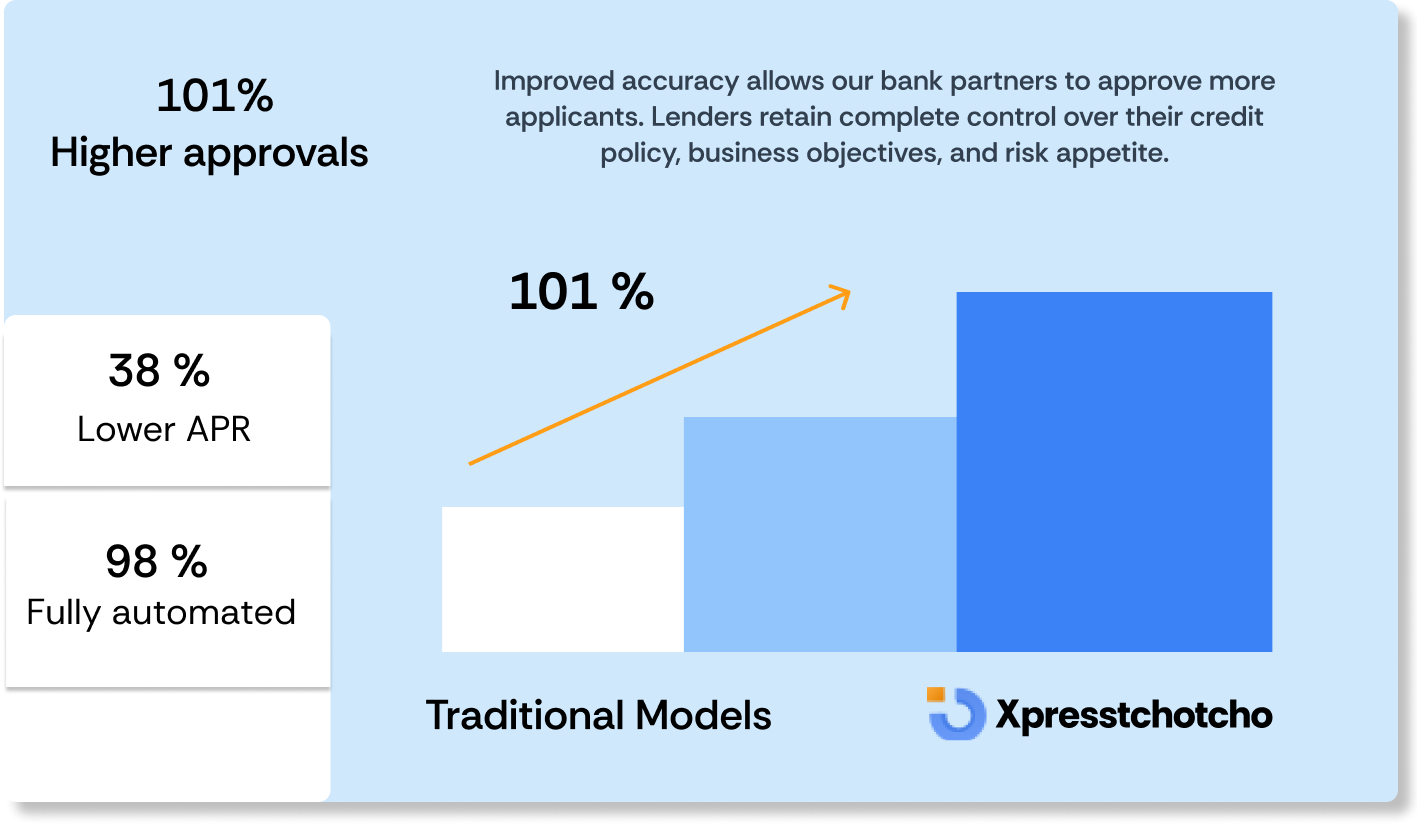 101%
Higher approvals
Improved accuracy allows our bank partners to approve more
applicants. Lenders retain complete control over their credit
policy, business objectives, and risk appetite.
101 %
38 %
Lower APR
98 %
Fully automated
Traditional Models
Xpresstchotcho